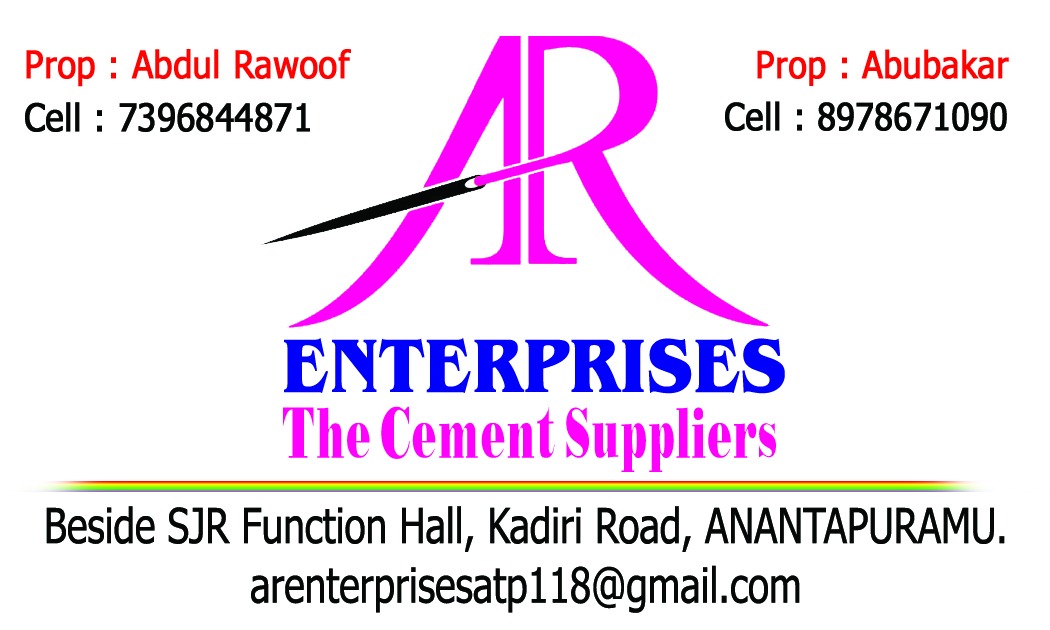 Prop : Abdul Rawoof
Cell : 7396844871
Prop : Abubakar
Cell : 8978671090
AR
ENTERPRISES
The Cement Suppliers
Beside SJR Function Hall, Kadiri Road, ANANTAPURAMU.
arenterprisesatp118@gmail.com